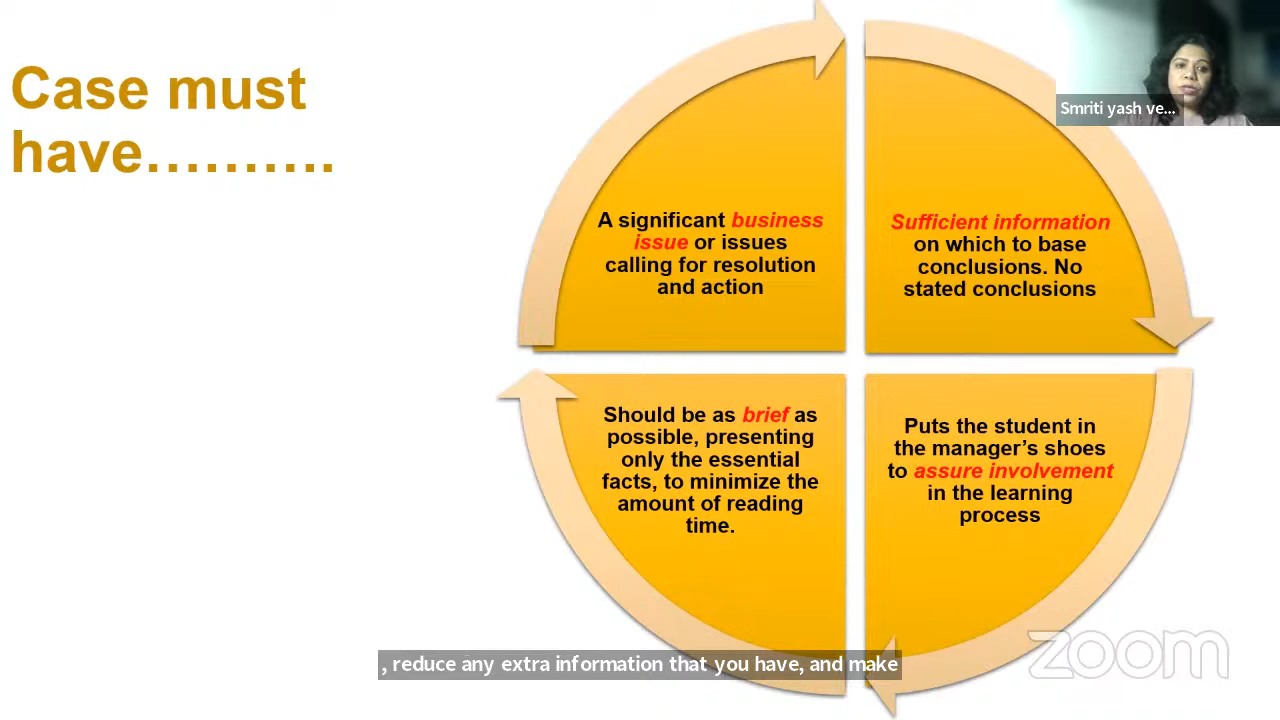 Case must
have……….
Smriti yash ve...
A significant business
issue or issues
calling for resolution
and action
Sufficient information
on which to base
conclusions. No
stated conclusions
Should be as brief as
possible, presenting
only the essential
facts, to minimize the
amount of reading
time.
Puts the student in
the manager’s shoes
to assure involvement
in the learning
process
, reduce any extra information that you have, and make
zoom